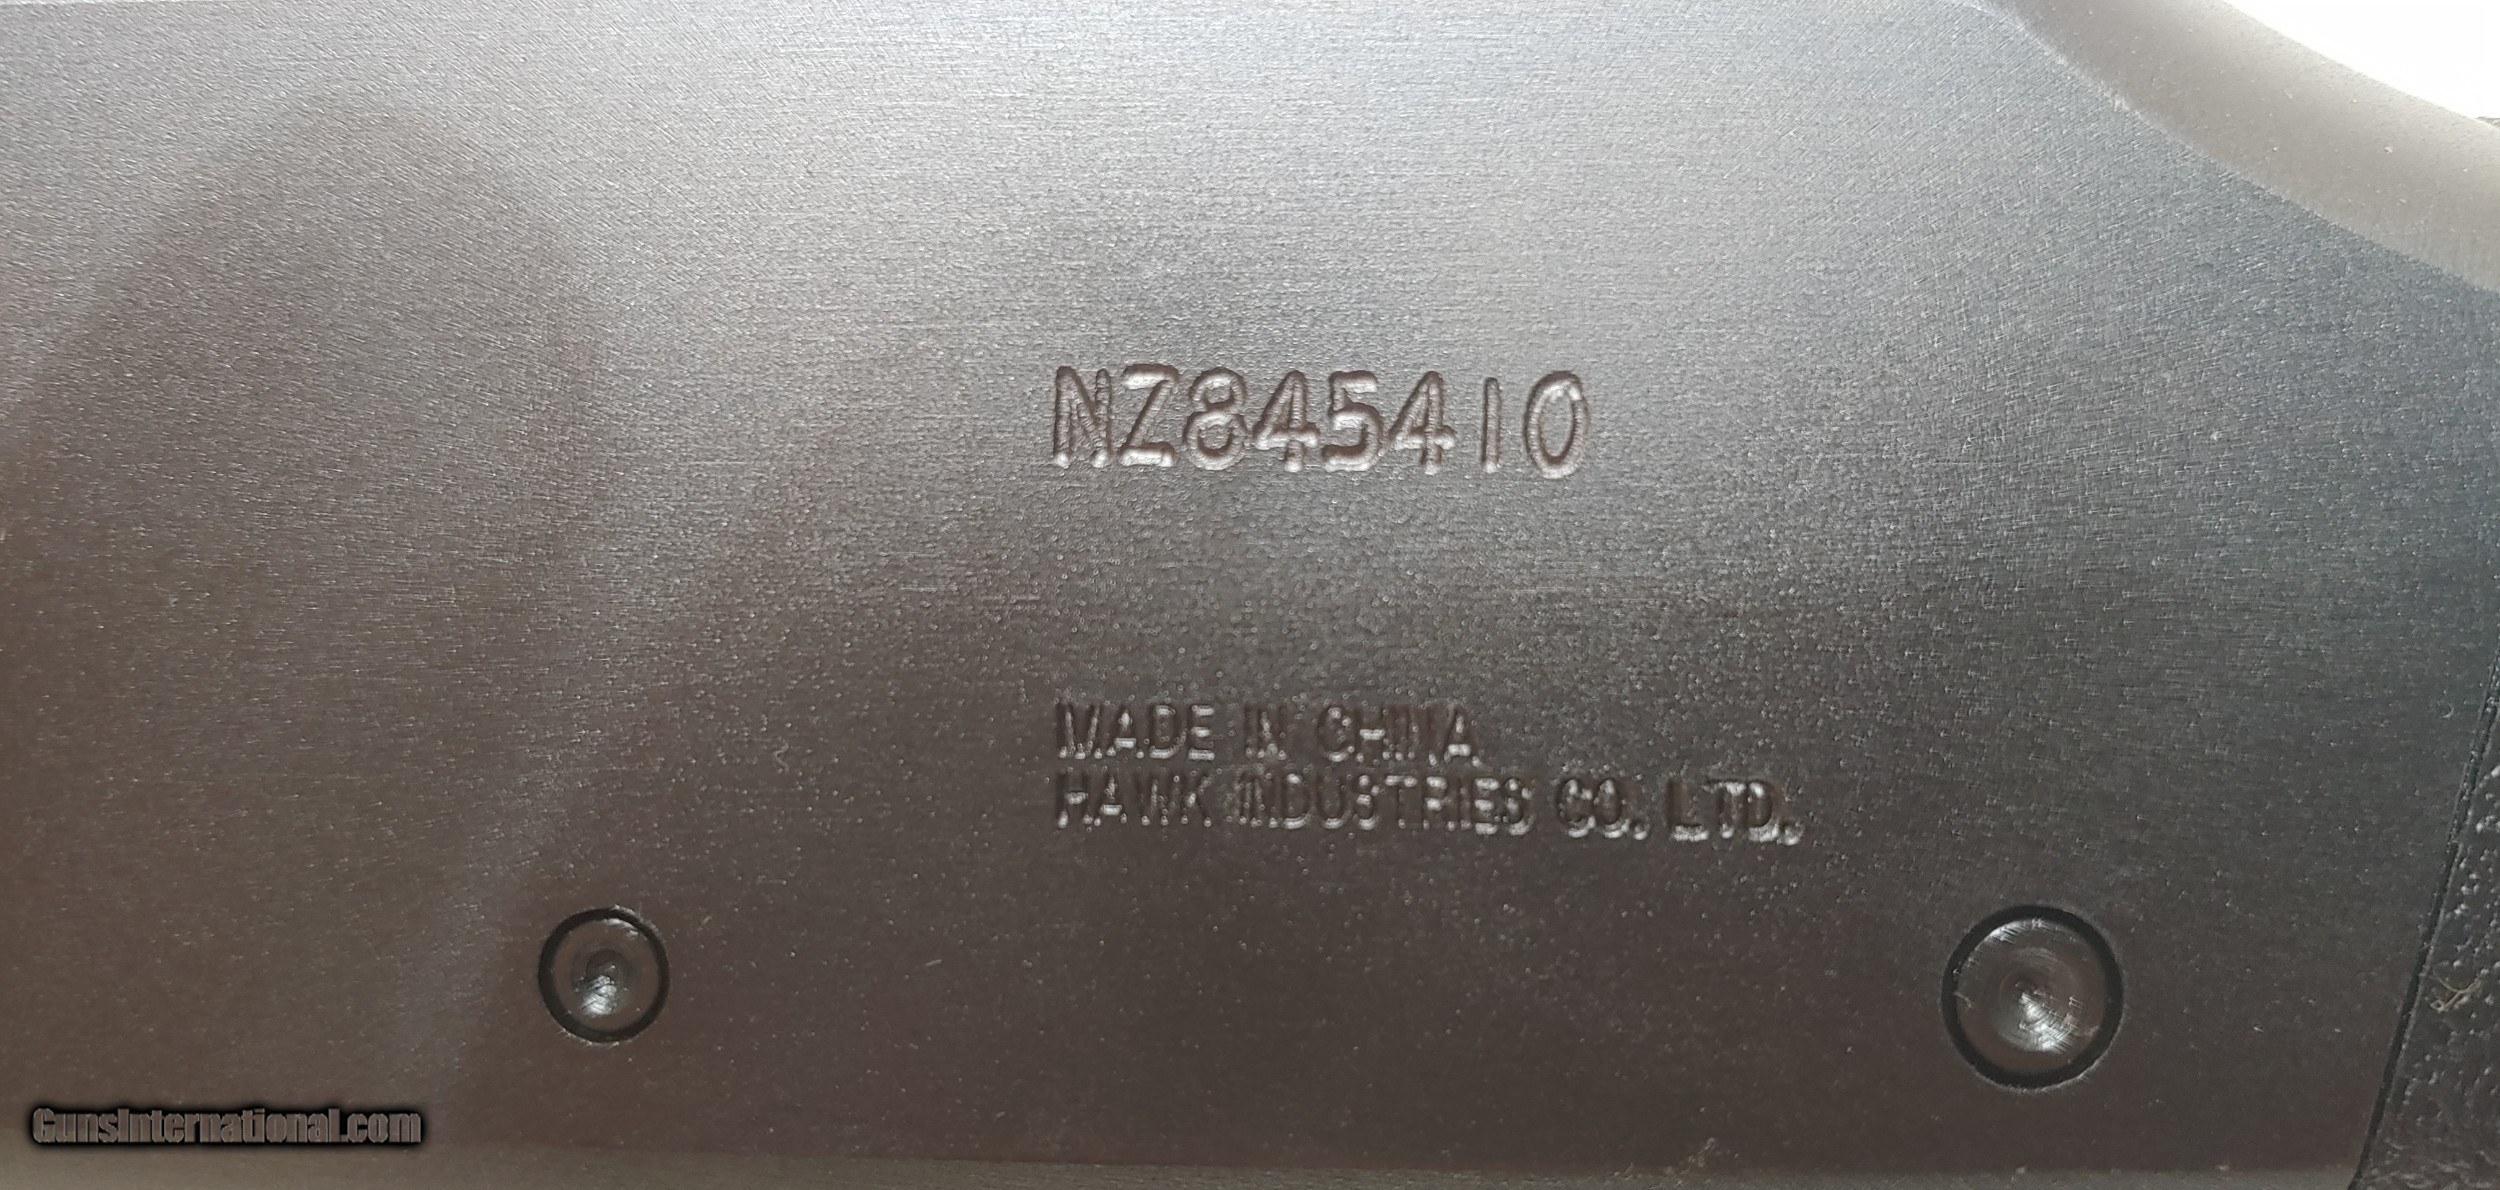 NZ845410
MADE IN CHINA
HAWK INDUSTRIES CO. LTD.
GunsInternational.com